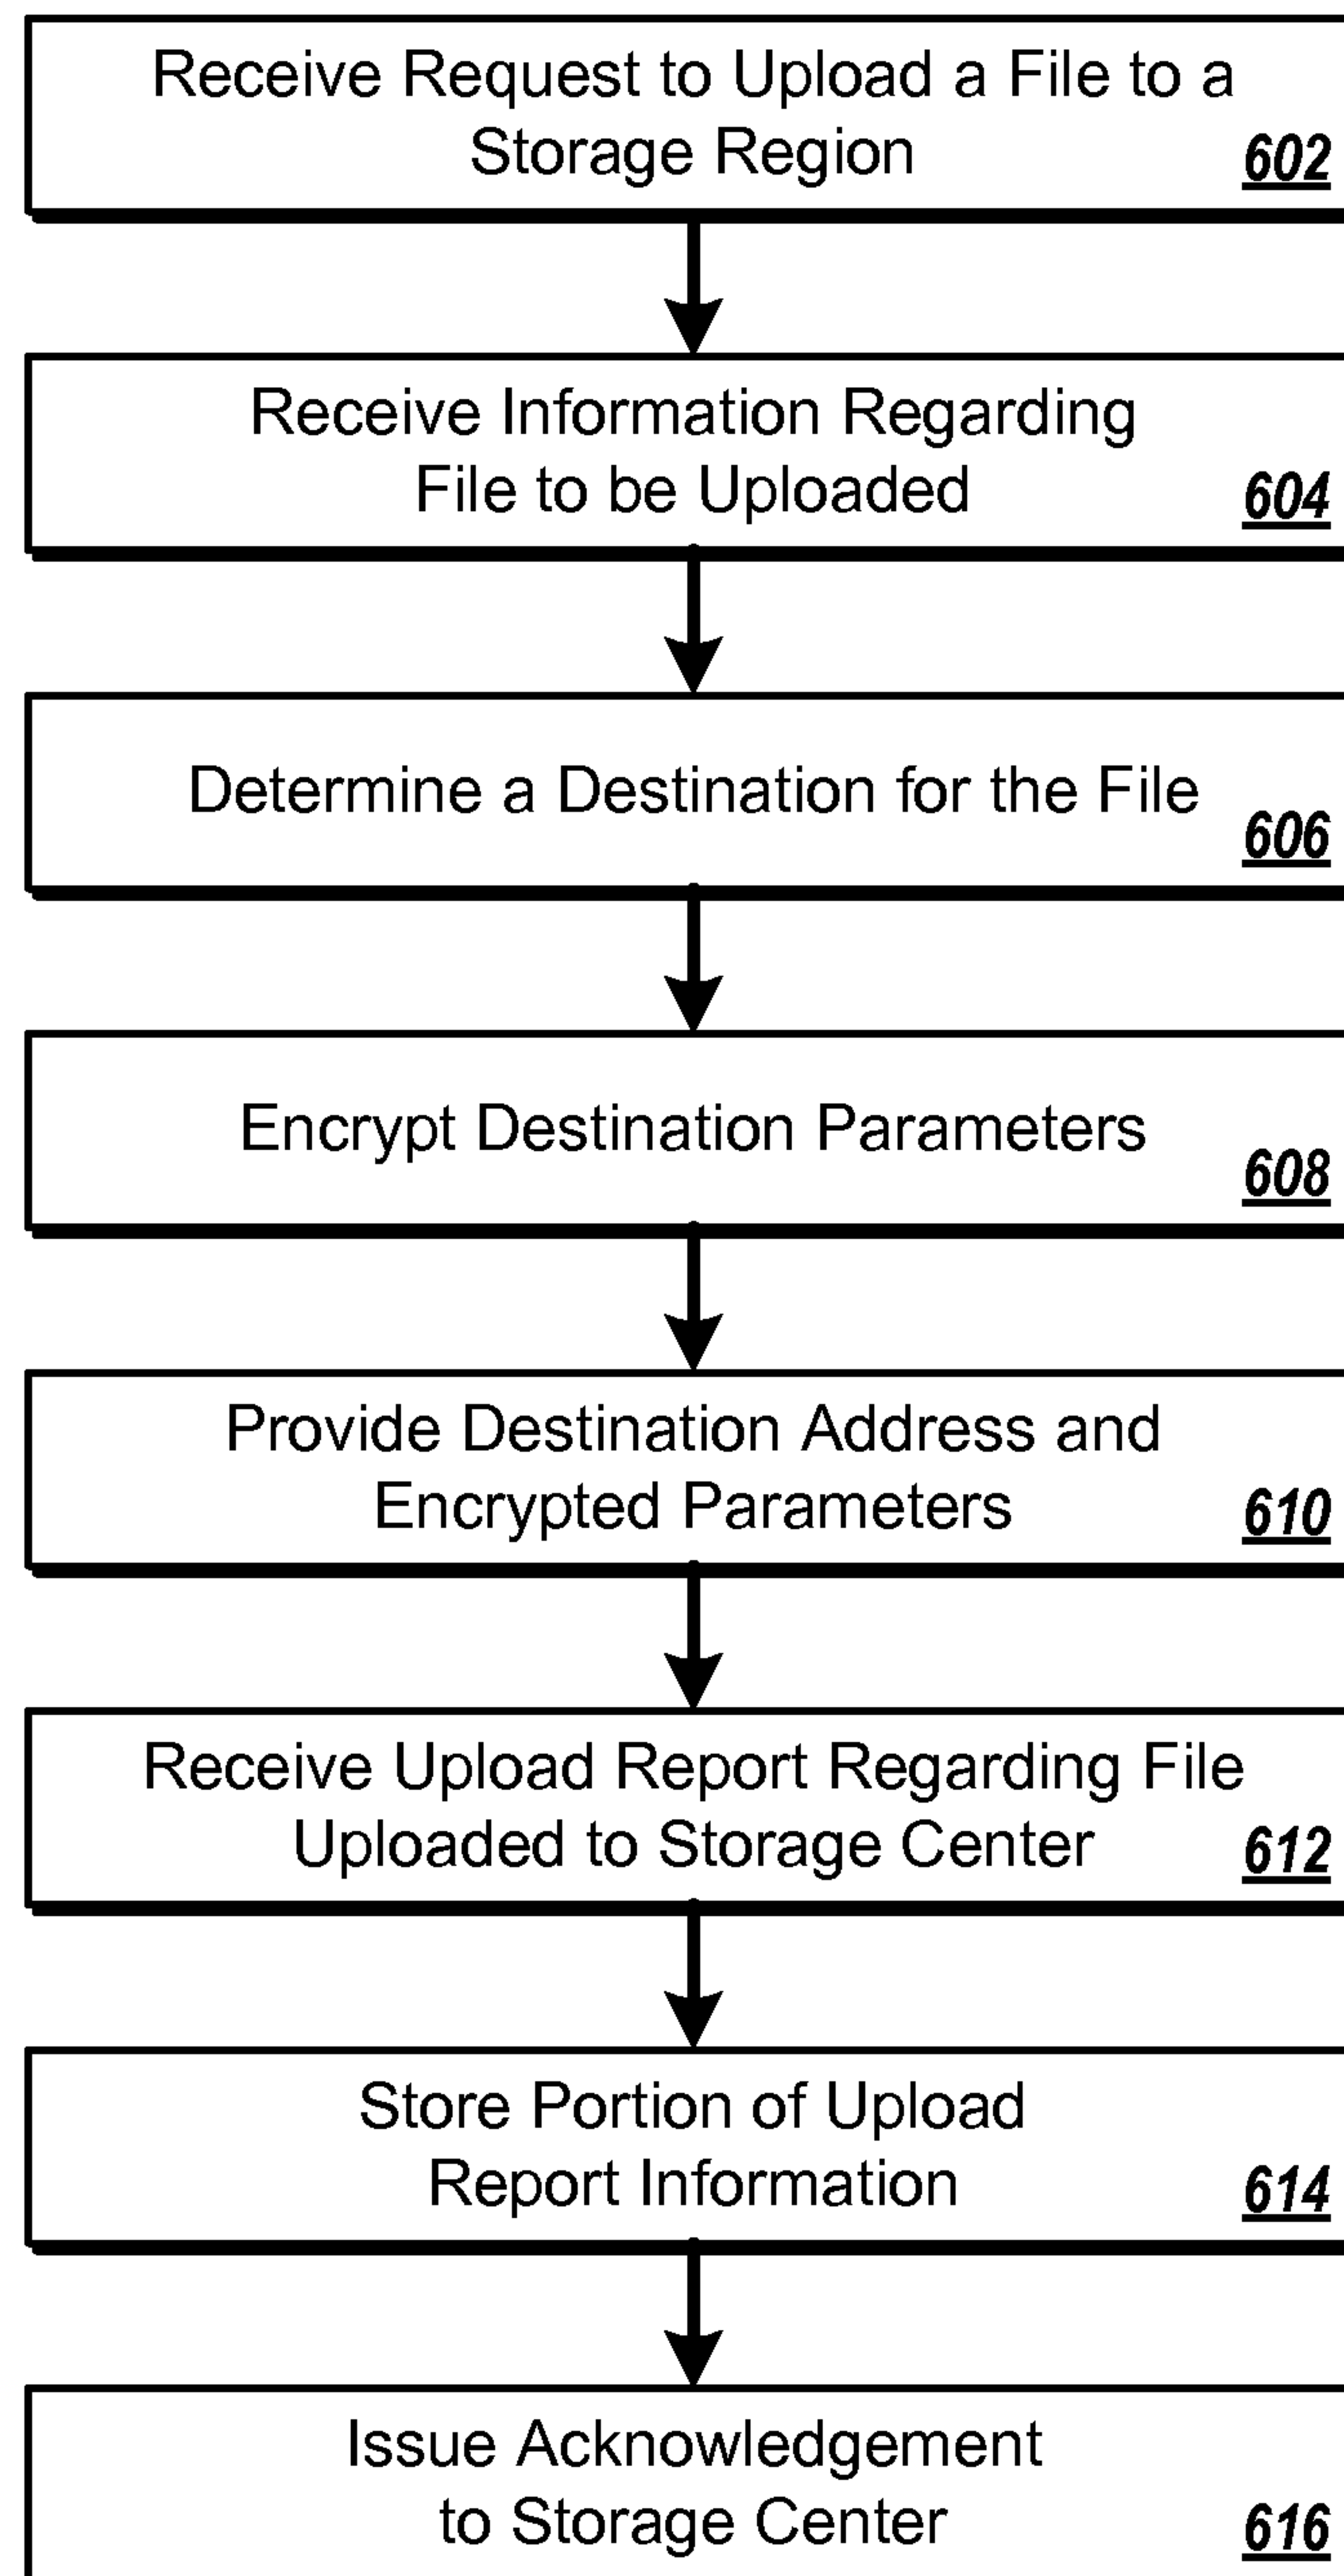 Receive Request to Upload a File to a
Storage Region
602
Receive Information Regarding
File to be Uploaded
604
Determine a Destination for the File
606
Encrypt Destination Parameters
608
Provide Destination Address and
Encrypted Parameters
610
Receive Upload Report Regarding File
Uploaded to Storage Center
612
Store Portion of Upload
Report Information
614
Issue Acknowledgement
to Storage Center
616